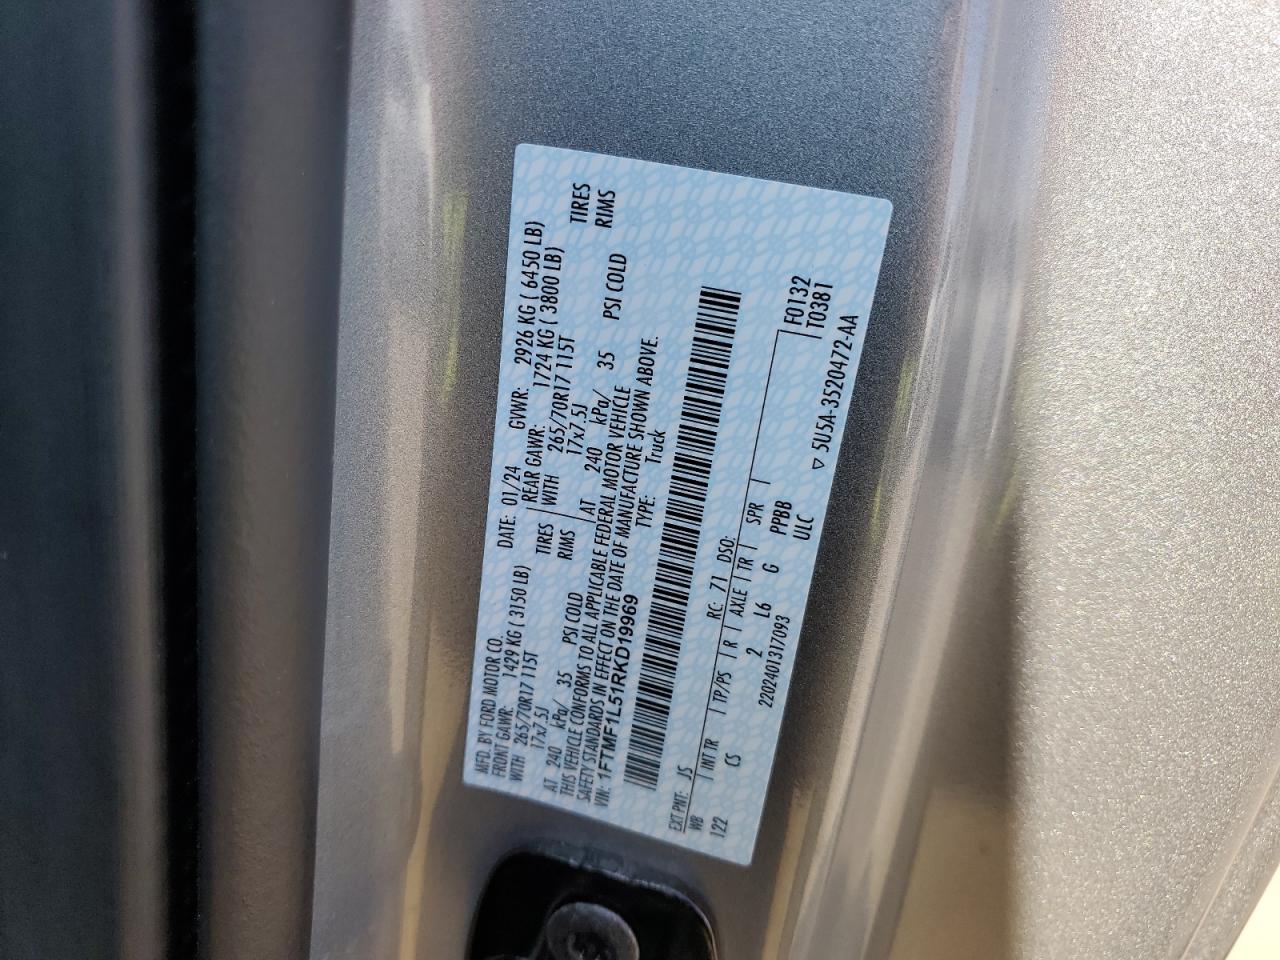 MFD. BY FORD MOTOR CO.
DATE: 01/24 GVWR: 2926 KG ( 6450 LB)
FRONT GAWR: 1429 KG ( 3150 LB) REAR GAWR: 1724 KG ( 3800 LB)
WITH 265/70R17 115T TIRES WITH 265/70R17 115T TIRES
17x7.5J RIMS 17x7.5J RIMS
AT 240 kPa/ 35 PSI COLD AT 240 kPa/ 35 PSI COLD
THIS VEHICLE CONFORMS TO ALL APPLICABLE FEDERAL MOTOR VEHICLE
SAFETY STANDARDS IN EFFECT ON THE DATE OF MANUFACTURE SHOWN ABOVE.
VIN: 1FTMF1L51RKD19969 TYPE: Truck
EXT PNT: JS RC: 71 DSO: F0132
WB INT TR TP/PS R AXLE TR SPR T0381
122 CS 2 L6 G PPBB
2202401317093 ULC ▽ 5U5A-3520472-AA